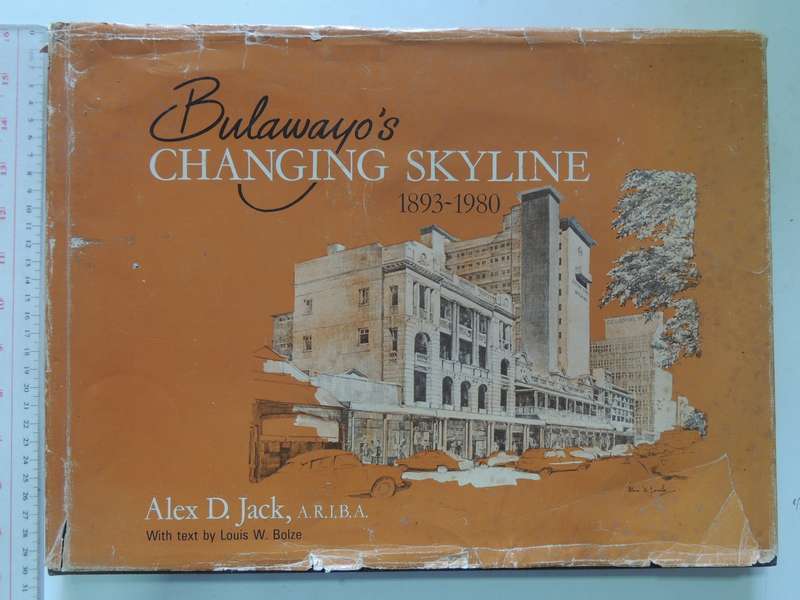 Bulawayo's
CHANGING SKYLINE
1893-1980
Alex D. Jack, A.R.I.B.A.
With text by Louis W. Bolze